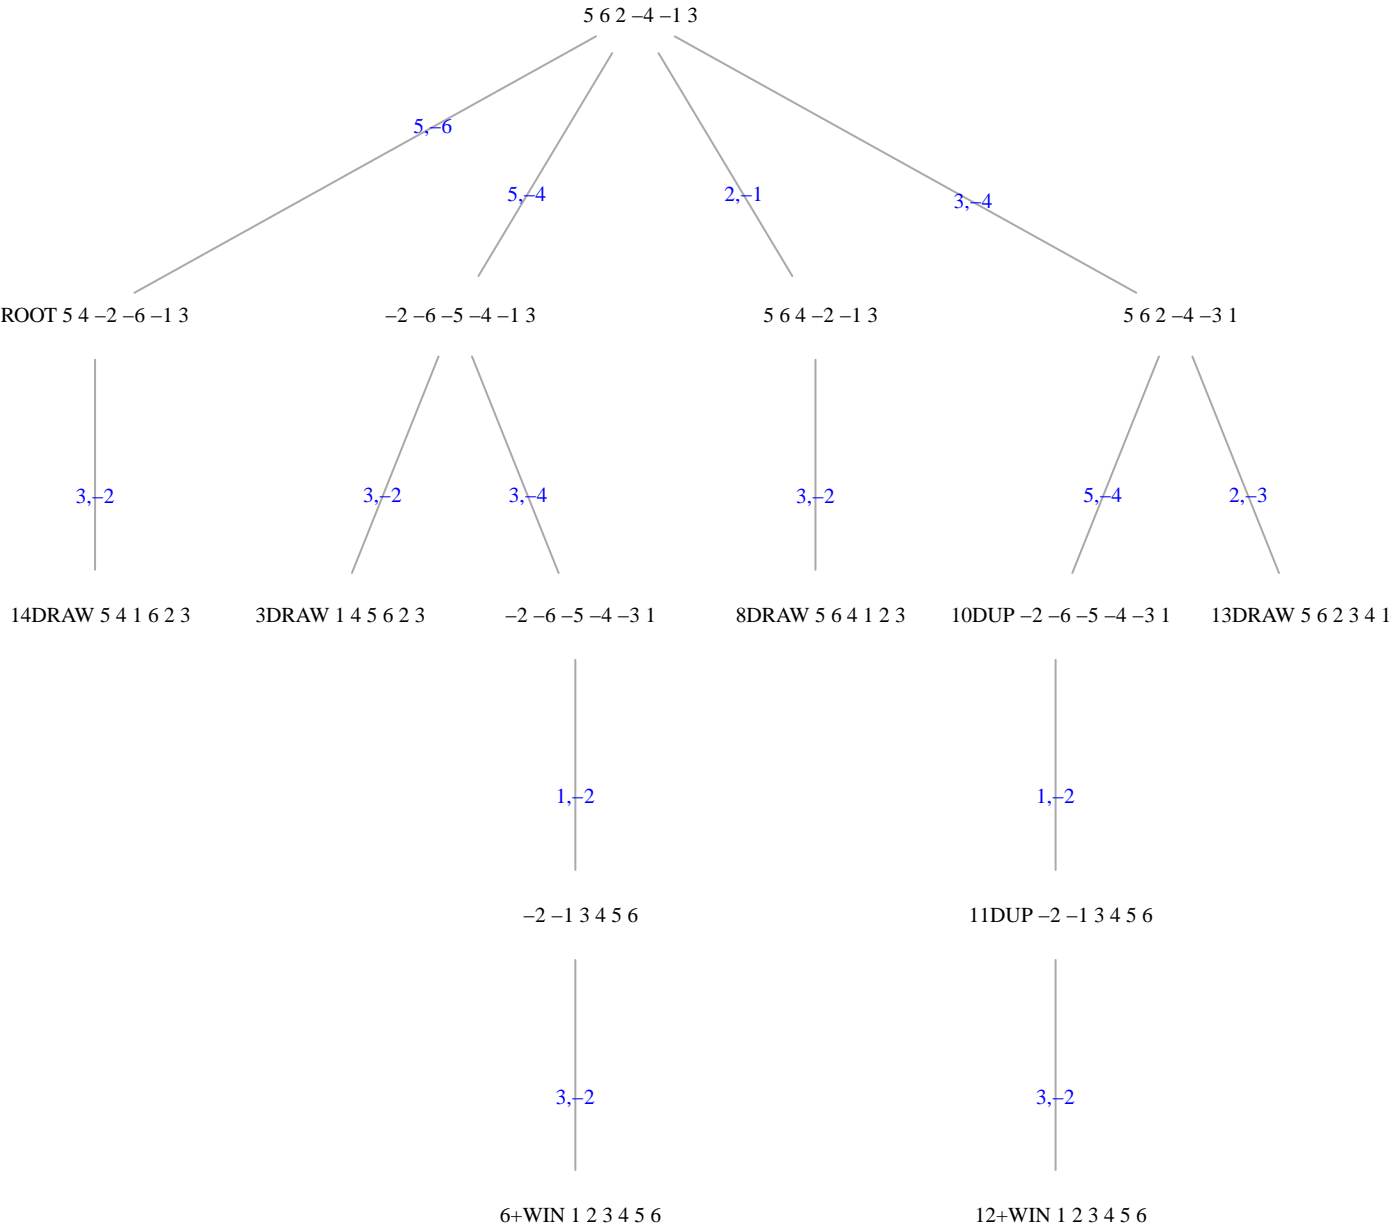 5 6 2 –4 –1 3
5,–6
5,–4
2,–1
3,–4
ROOT 5 4 –2 –6 –1 3
–2 –6 –5 –4 –1 3
5 6 4 –2 –1 3
5 6 2 –4 –3 1
3,–2
3,–2
3,–4
3,–2
5,–4
2,–3
14DRAW 5 4 1 6 2 3
3DRAW 1 4 5 6 2 3
–2 –6 –5 –4 –3 1
8DRAW 5 6 4 1 2 3
10DUP –2 –6 –5 –4 –3 1
13DRAW 5 6 2 3 4 1
1,–2
1,–2
–2 –1 3 4 5 6
11DUP –2 –1 3 4 5 6
3,–2
3,–2
6+WIN 1 2 3 4 5 6
12+WIN 1 2 3 4 5 6